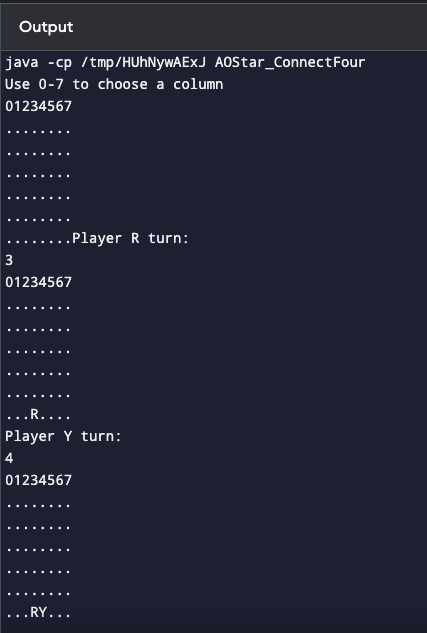 Output
java -cp /tmp/HUhNywAExJ AOStar_ConnectFour
Use 0-7 to choose a column
01234567
........
........
........
........
........
........Player R turn:
3
01234567
........
........
........
........
........
...R....
Player Y turn:
4
01234567
........
........
........
........
........
...RY...